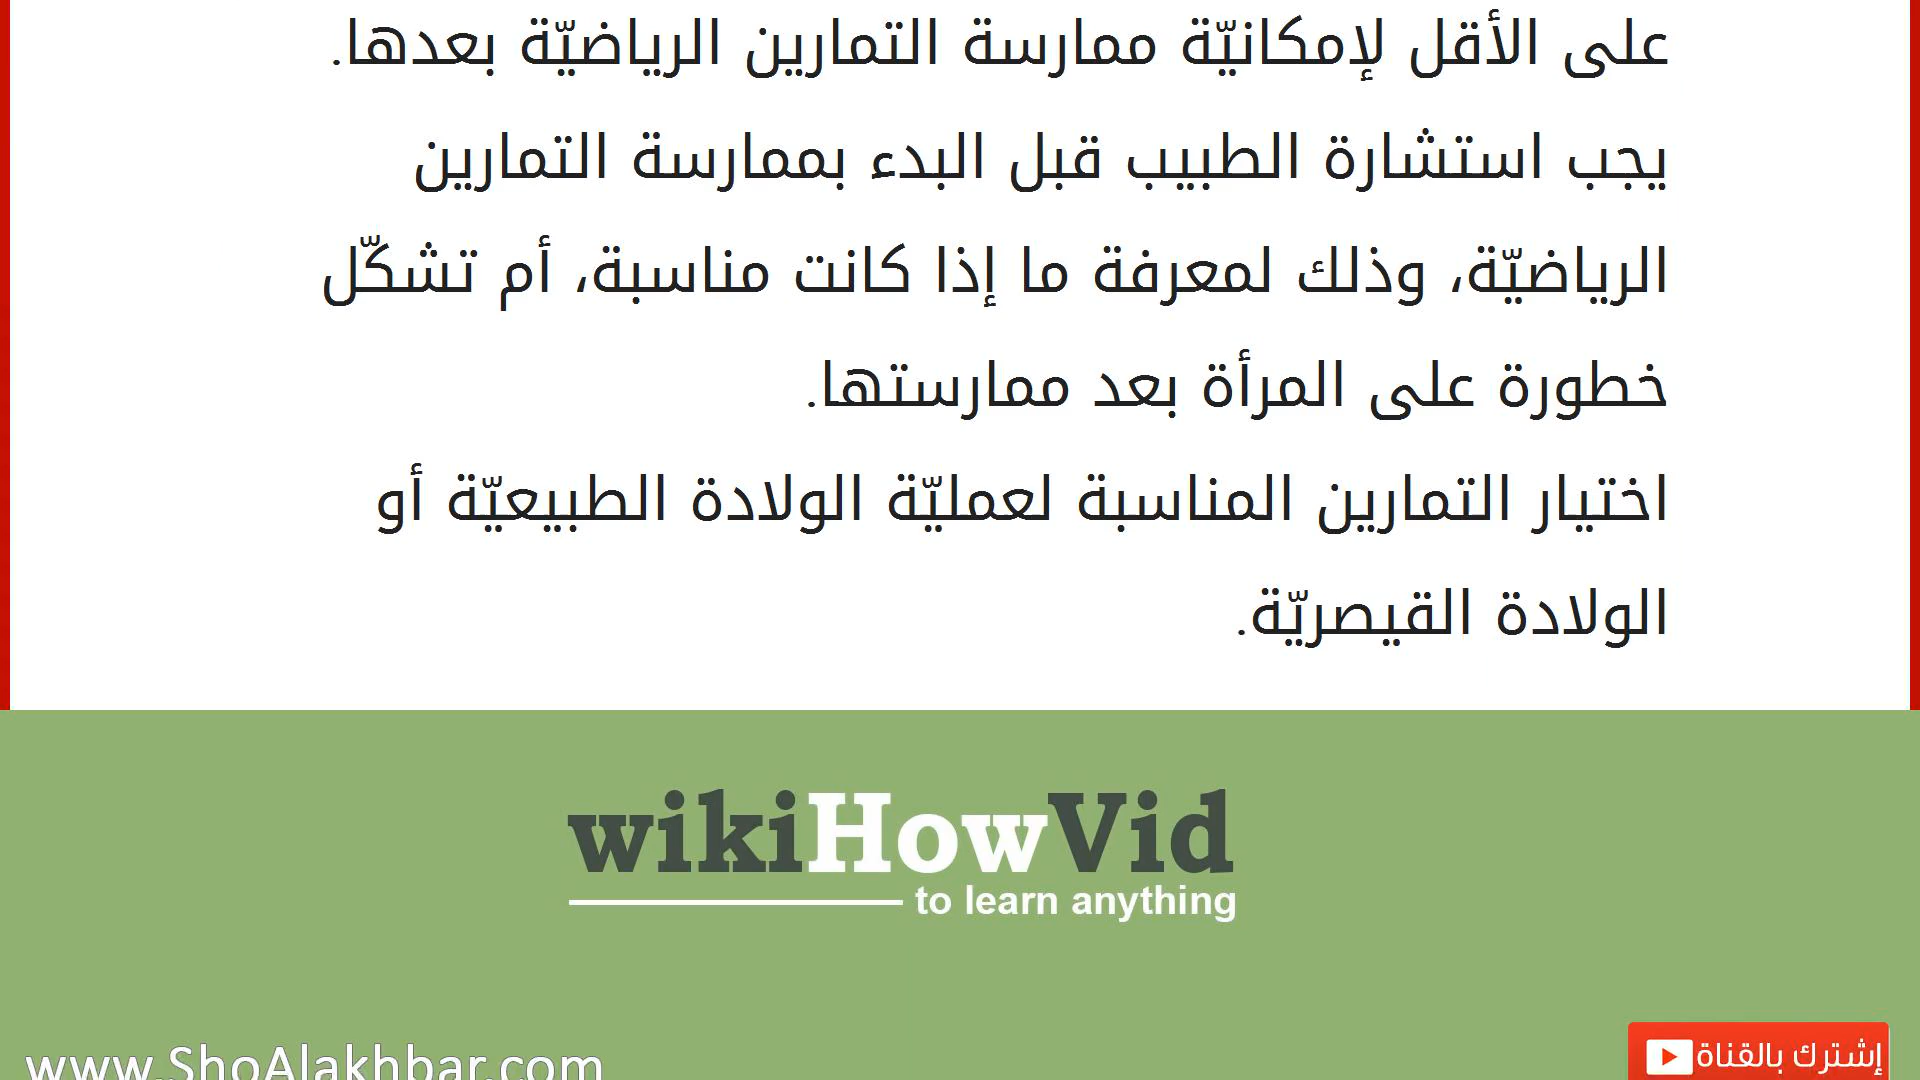 على الأقل لإمكانيّة ممارسة التمارين الرياضيّة بعدها.
يجب استشارة الطبيب قبل البدء بممارسة التمارين
الرياضيّة، وذلك لمعرفة ما إذا كانت مناسبة، أم تشكّل
خطورة على المرأة بعد ممارستها.
اختيار التمارين المناسبة لعمليّة الولادة الطبيعيّة أو
الولادة القيصريّة.
wikiHowVid
to learn anything
www.ShoAlakhbar.com
إشترك بالقناة